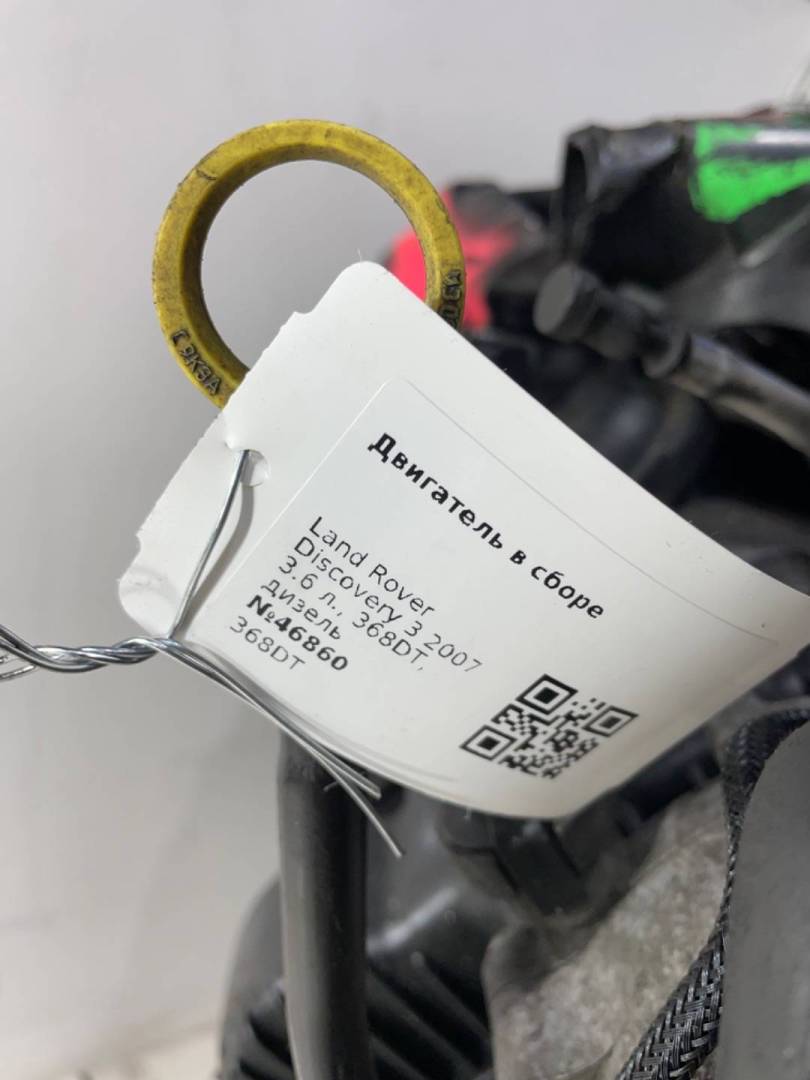 Двигатель в сборе
Land Rover
Discovery 3 2007
3.6 л., 368DT,
дизель
№46860
368DT